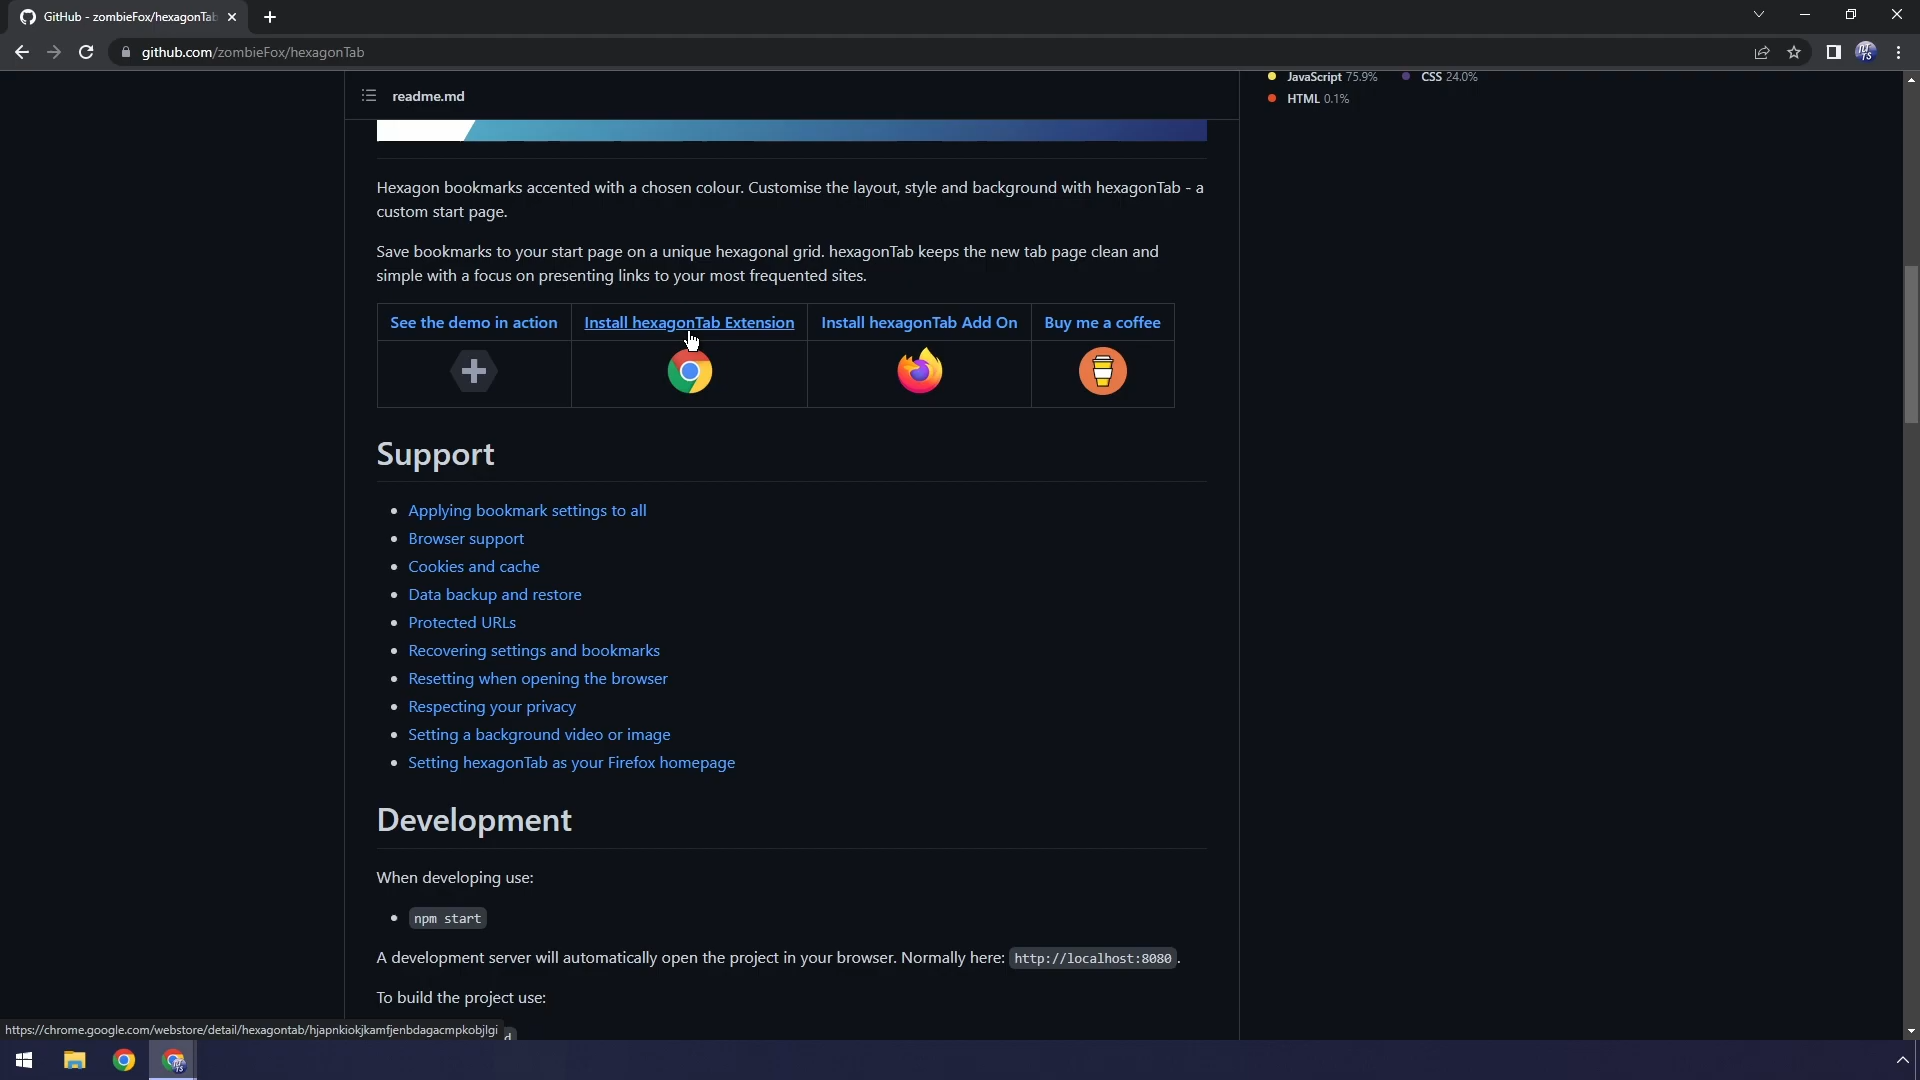 GitHub - zombieFox/hexagonTab
github.com/zombieFox/hexagonTab
JavaScript 75.9% CSS 24.0%
HTML 0.1%
readme.md
Hexagon bookmarks accented with a chosen colour. Customise the layout, style and background with hexagonTab - a
custom start page.
Save bookmarks to your start page on a unique hexagonal grid. hexagonTab keeps the new tab page clean and
simple with a focus on presenting links to your most frequented sites.
See the demo in action Install hexagonTab Extension Install hexagonTab Add On Buy me a coffee
Support
Applying bookmark settings to all
Browser support
Cookies and cache
Data backup and restore
Protected URLs
Recovering settings and bookmarks
Resetting when opening the browser
Respecting your privacy
Setting a background video or image
Setting hexagonTab as your Firefox homepage
Development
When developing use:
npm start
A development server will automatically open the project in your browser. Normally here: http://localhost:8080.
To build the project use:
https://chrome.google.com/webstore/detail/hexagontab/hjapnkiokjkamfjenbdagacmpkobjlgi